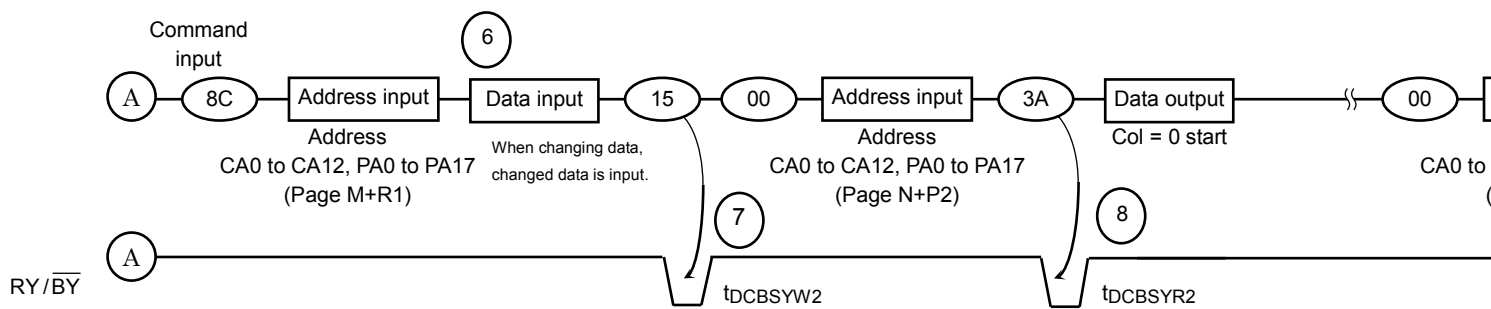 Command
input
6
A
8C
Address input
Data input
15
00
Address input
3A
Data output
00
Address
CA0 to CA12, PA0 to PA17
(Page M+R1)
When changing data,
changed data is input.
Address
CA0 to CA12, PA0 to PA17
(Page N+P2)
Col = 0 start
CA0 to
(
7
8
A
RY/BY
tDCBSYW2
tDCBSYR2